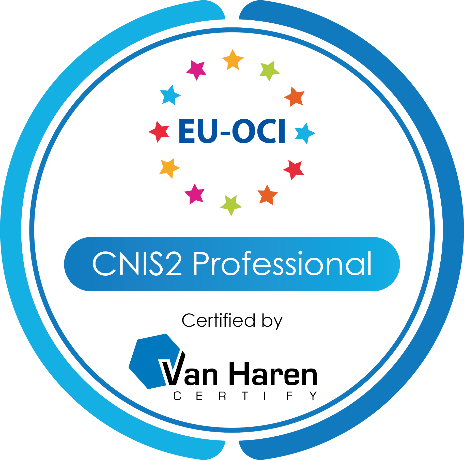 EU-OCI
CNIS2 Professional
Certified by
Van Haren
CERTIFY